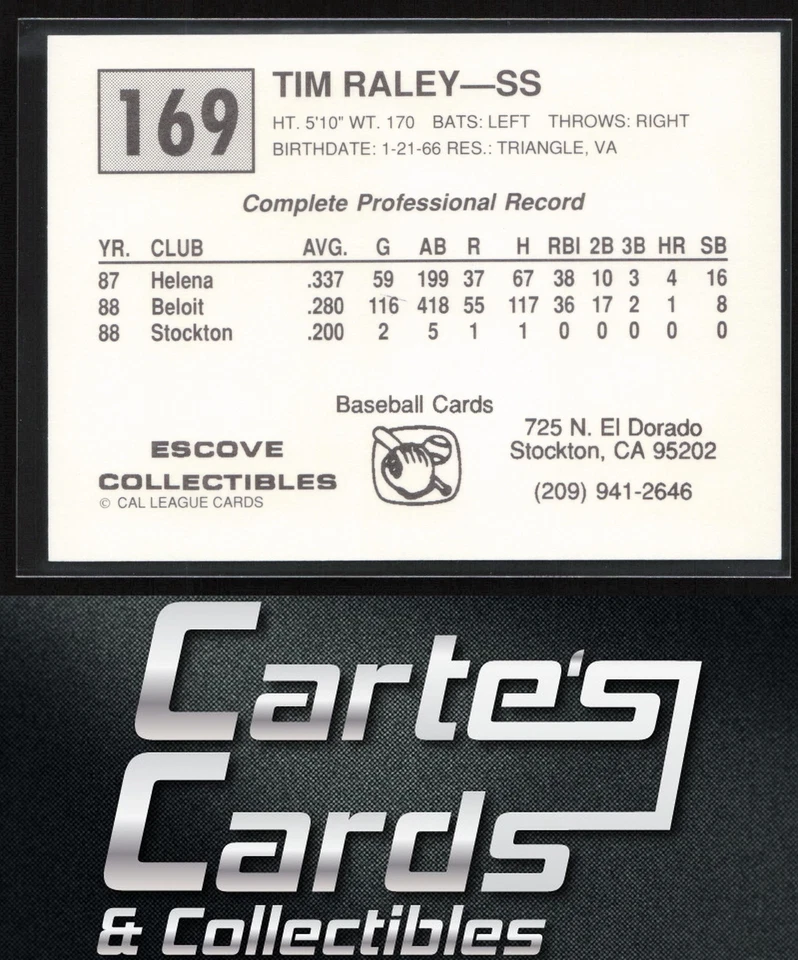 169
TIM RALEY—SS
HT. 5'10" WT. 170 BATS: LEFT THROWS: RIGHT
BIRTHDATE: 1-21-66 RES.: TRIANGLE, VA
Complete Professional Record
YR. CLUB AVG. G AB R H RBI 2B 3B HR SB
87 Helena .337 59 199 37 67 38 10 3 4 16
88 Beloit .280 116 418 55 117 36 17 2 1 8
88 Stockton .200 2 5 1 1 0 0 0 0 0
Baseball Cards
ESCOVE
COLLECTIBLES
© CAL LEAGUE CARDS
725 N. El Dorado
Stockton, CA 95202
(209) 941-2646
Carte's
Cards
& Collectibles